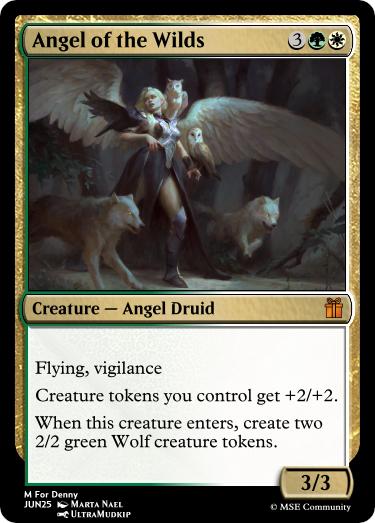 Angel of the Wilds 3
Creature — Angel Druid
Flying, vigilance
Creature tokens you control get +2/+2.
When this creature enters, create two
2/2 green Wolf creature tokens.
3/3
M For Denny
JUN25 Marta Nael
UltraMudkip
© MSE Community